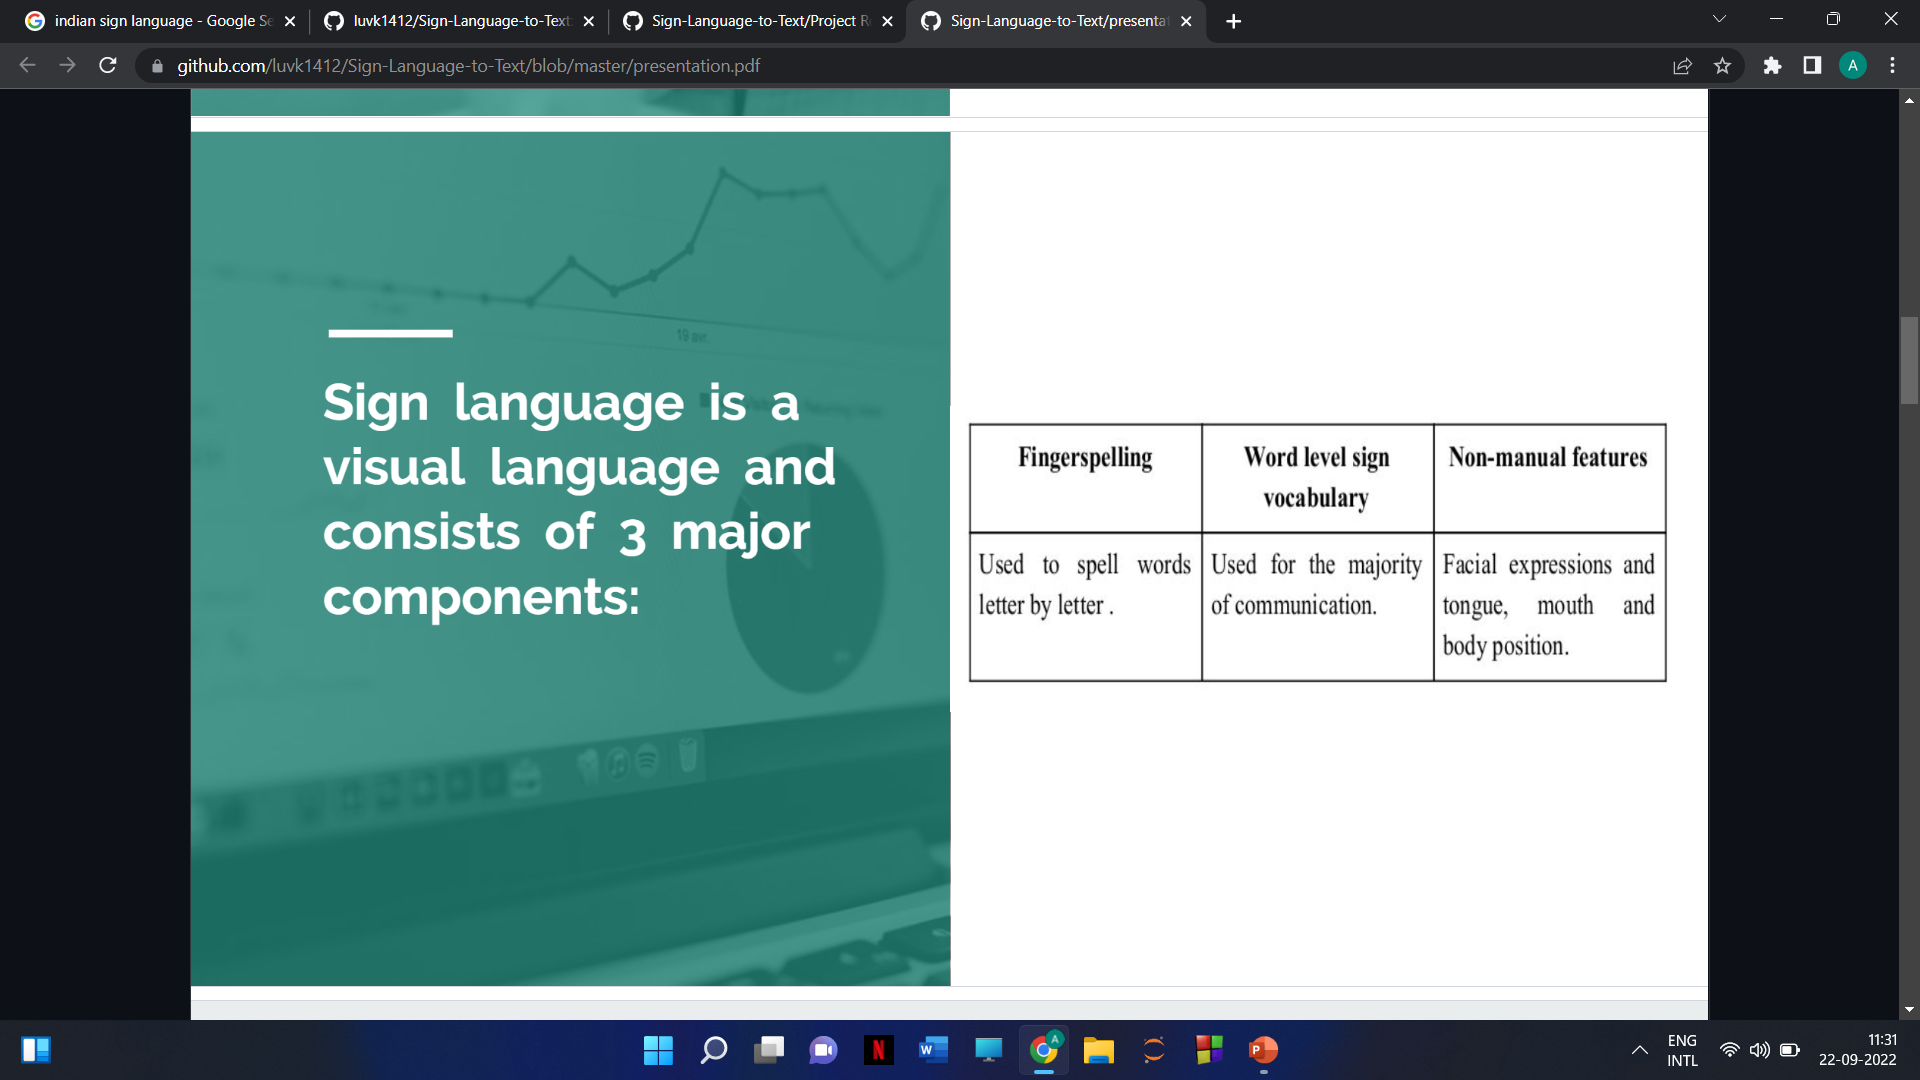 indian sign language - Google Se
luvk1412/Sign-Language-to-Text
Sign-Language-to-Text/Project R
Sign-Language-to-Text/presentat
github.com/luvk1412/Sign-Language-to-Text/blob/master/presentation.pdf
A
19 avr.
Sign language is a
visual language and
consists of 3 major
components:
Fingerspelling
Word level sign
vocabulary
Non-manual features
Used to spell words
letter by letter .
Used for the majority
of communication.
Facial expressions and
tongue, mouth and
body position.
ENG
INTL
11:31
22-09-2022